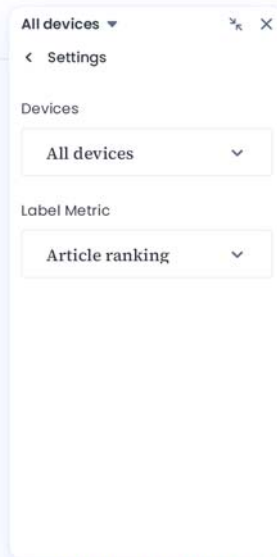 All devices
Settings
Devices
All devices
Label Metric
Article ranking